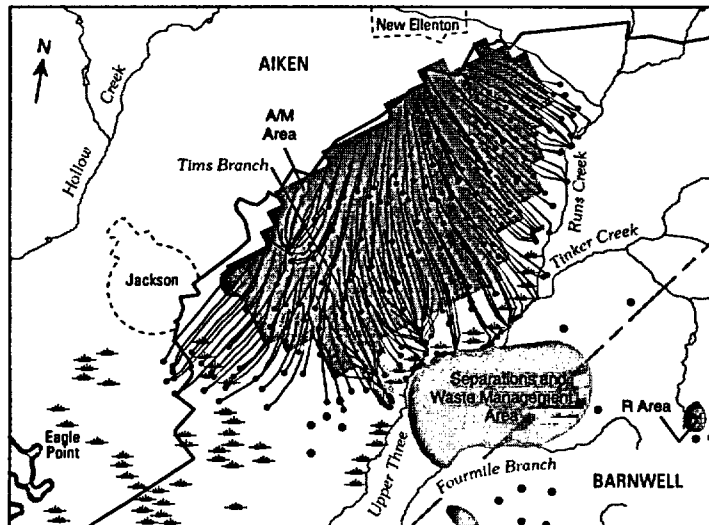 New Ellenton
N
AIKEN
Hollow Creek
A/M
Area
Tims Branch
Runs Creek
Tinker Creek
Jackson
Separations and
Waste Management
Area
R Area
Eagle
Point
Upper Three
Fourmile Branch
BARNWELL